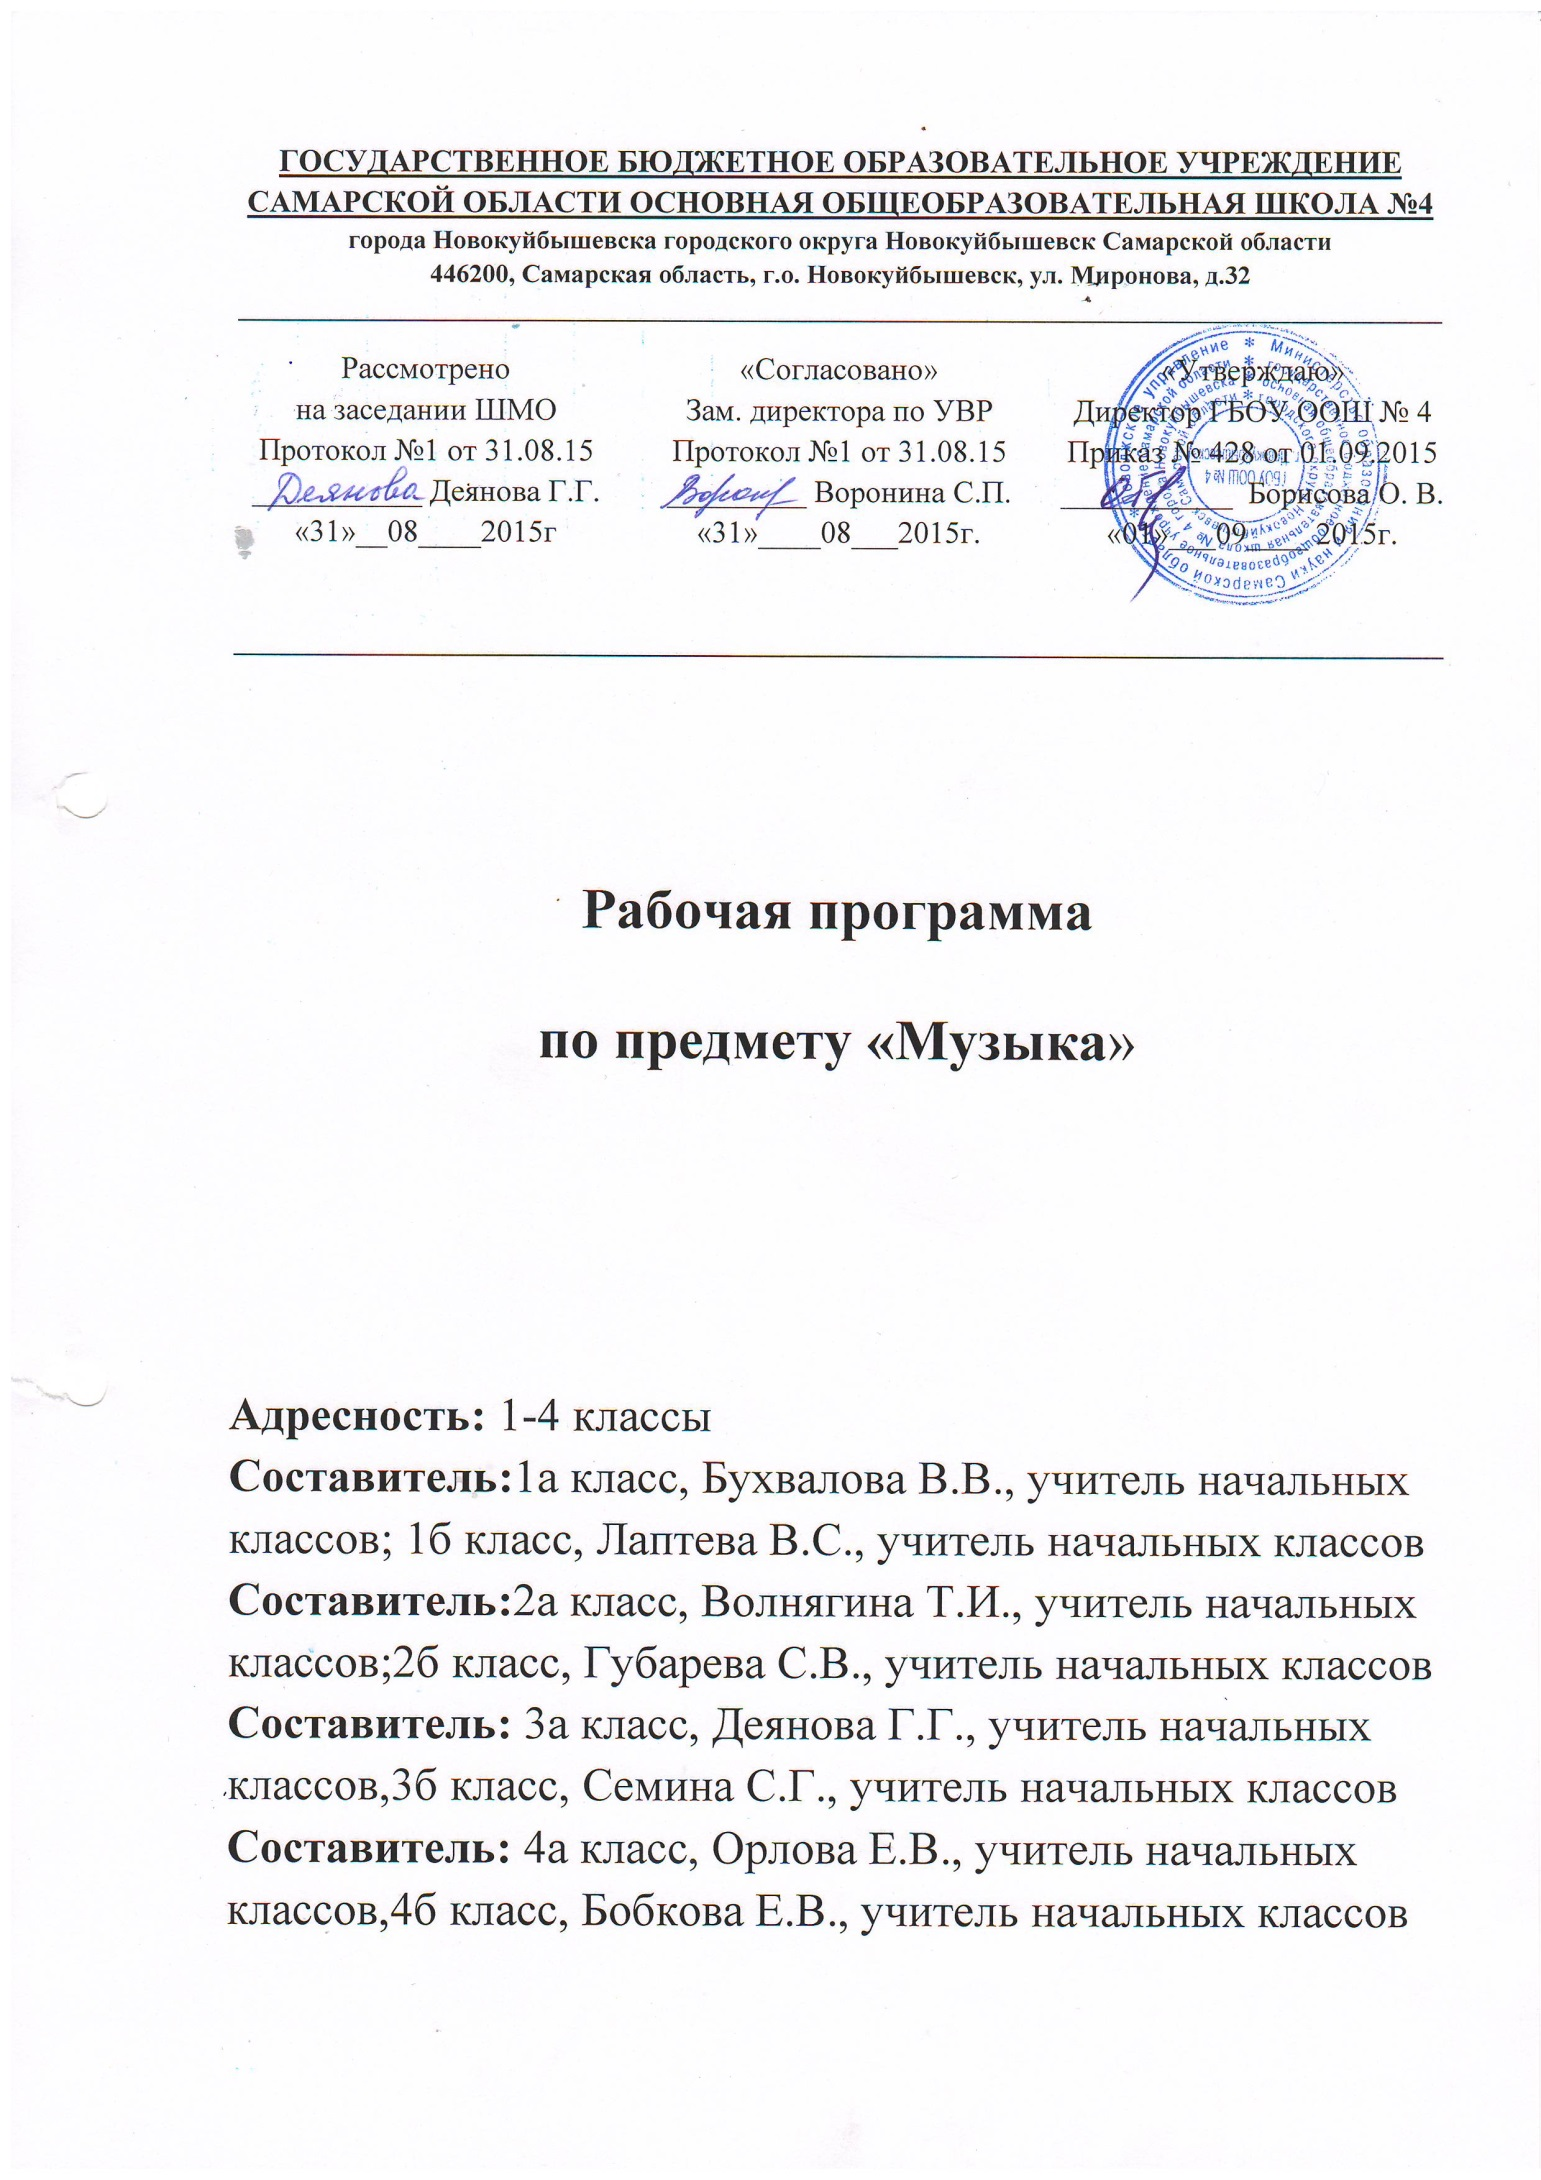 ГОСУДАРСТВЕННОЕ БЮДЖЕТНОЕ ОБРАЗОВАТЕЛЬНОЕ УЧРЕЖДЕНИЕ
САМАРСКОЙ ОБЛАСТИ ОСНОВНАЯ ОБЩЕОБРАЗОВАТЕЛЬНАЯ ШКОЛА №4
города Новокуйбышевска городского округа Новокуйбышевск Самарской области
446200, Самарская область, г.о. Новокуйбышевск, ул. Миронова, д.32
Рассмотрено
на заседании ШМО
Протокол №1 от 31.08.15
Деянова Деянова Г.Г.
«31»__08____2015г
«Согласовано»
Зам. директора по УВР
Протокол №1 от 31.08.15
Воронина С.П.
«31»____08___2015г.
«Утверждаю»
Директор ГБОУ ООШ № 4
Приказ № 428 от 01.09.2015
Борисова О. В.
«01»___09____2015г.
ГБОУ ООШ №4
Рабочая программа
по предмету «Музыка»
Адресность: 1-4 классы
Составитель:1а класс, Бухвалова В.В., учитель начальных
классов; 1б класс, Лаптева В.С., учитель начальных классов
Составитель:2а класс, Волнягина Т.И., учитель начальных
классов;2б класс, Губарева С.В., учитель начальных классов
Составитель: 3а класс, Деянова Г.Г., учитель начальных
классов,3б класс, Семина С.Г., учитель начальных классов
Составитель: 4а класс, Орлова Е.В., учитель начальных
классов,4б класс, Бобкова Е.В., учитель начальных классов